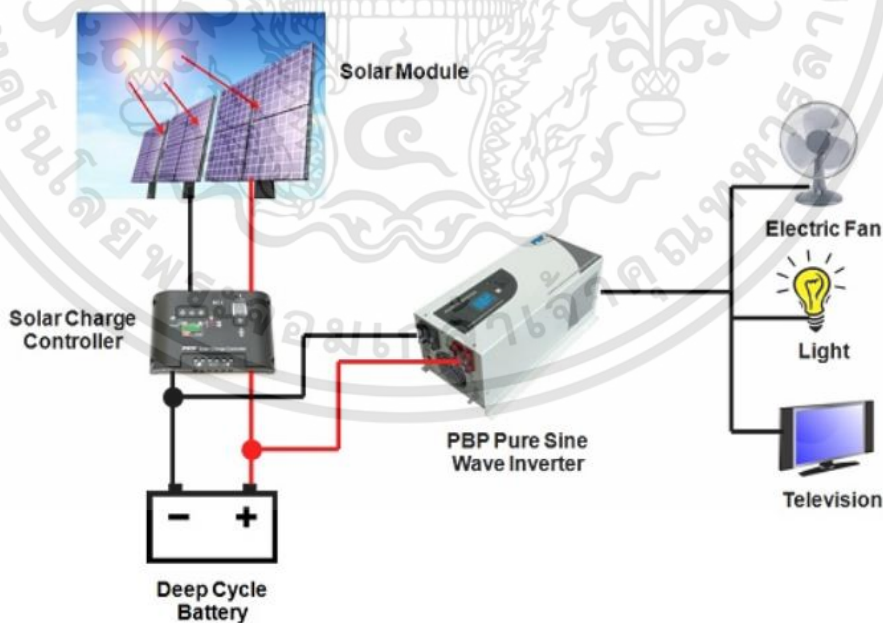 Solar Module
Electric Fan
Solar Charge
Controller
Light
PBP Pure Sine
Wave Inverter
Television
- +
Deep Cycle
Battery